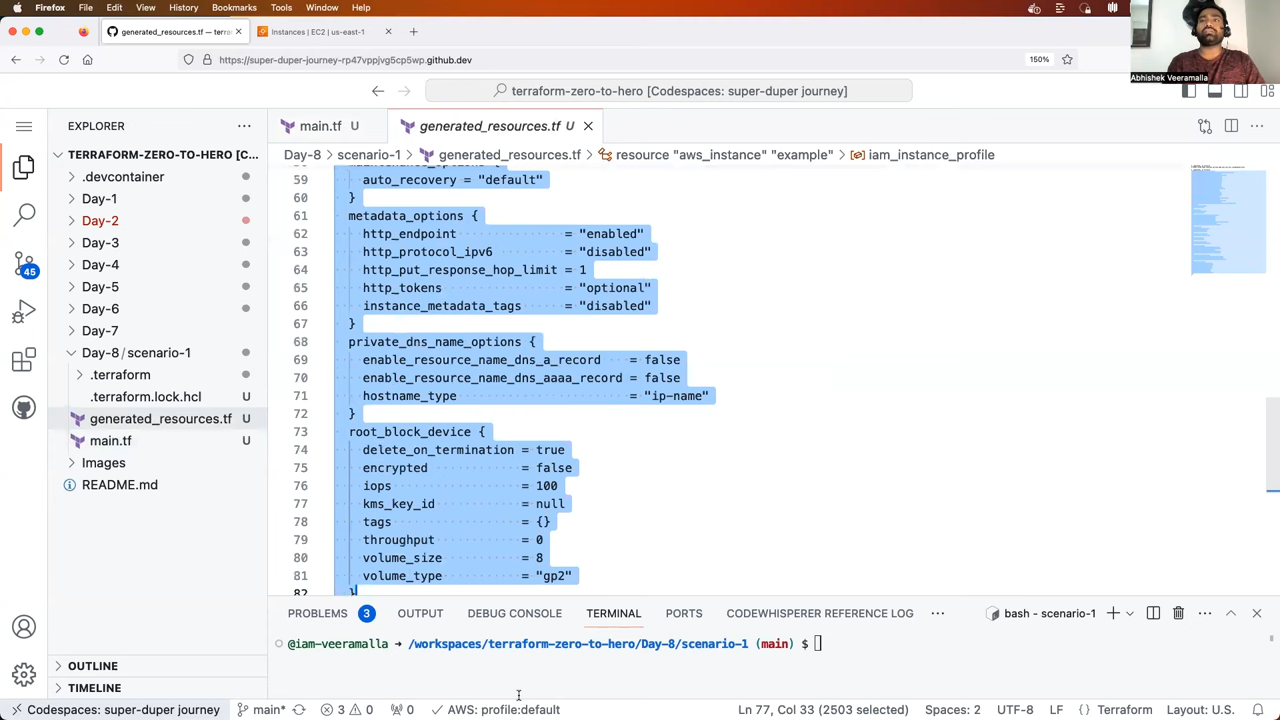 Firefox File Edit View History Bookmarks Tools Window Help
generated_resources.tf — terra
Instances | EC2 | us-east-1
https://super-duper-journey-rp47vppjvg5cp5wp.github.dev
150%
Abhishek Veeramalla
terraform-zero-to-hero [Codespaces: super-duper journey]
EXPLORER
main.tf U
generated_resources.tf U
TERRAFORM-ZERO-TO-HERO [C...
Day-8 > scenario-1 > generated_resources.tf > resource "aws_instance" "example" > iam_instance_profile
.devcontainer
Day-1
Day-2
Day-3
Day-4
Day-5
Day-6
Day-7
Day-8 / scenario-1
.terraform
.terraform.lock.hcl U
generated_resources.tf U
main.tf U
Images
README.md
45
59 auto_recovery = "default"
60 }
61 metadata_options {
62 http_endpoint = "enabled"
63 http_protocol_ipv6 = "disabled"
64 http_put_response_hop_limit = 1
65 http_tokens = "optional"
66 instance_metadata_tags = "disabled"
67 }
68 private_dns_name_options {
69 enable_resource_name_dns_a_record = false
70 enable_resource_name_dns_aaaa_record = false
71 hostname_type = "ip-name"
72 }
73 root_block_device {
74 delete_on_termination = true
75 encrypted = false
76 iops = 100
77 kms_key_id = null
78 tags = {}
79 throughput = 0
80 volume_size = 8
81 volume_type = "gp2"
82 }
PROBLEMS 3 OUTPUT DEBUG CONSOLE TERMINAL PORTS CODEWHISPERER REFERENCE LOG ... bash - scenario-1
@iam-veeramalla → /workspaces/terraform-zero-to-hero/Day-8/scenario-1 (main) $
OUTLINE
TIMELINE
Codespaces: super-duper journey main* 3 0 0 AWS: profile:default Ln 77, Col 33 (2503 selected) Spaces: 2 UTF-8 LF {} Terraform Layout: U.S.